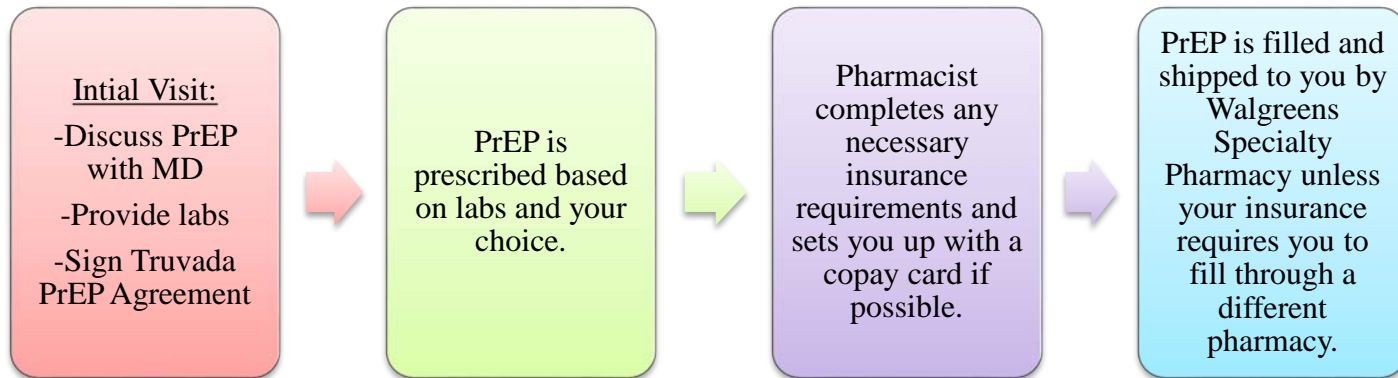 Intial Visit:
-Discuss PrEP
with MD
-Provide labs
-Sign Truvada
PrEP Agreement
PrEP is
prescribed based
on labs and your
choice.
Pharmacist
completes any
necessary
insurance
requirements and
sets you up with a
copay card if
possible.
PrEP is filled and
shipped to you by
Walgreens
Specialty
Pharmacy unless
your insurance
requires you to
fill through a
different
pharmacy.